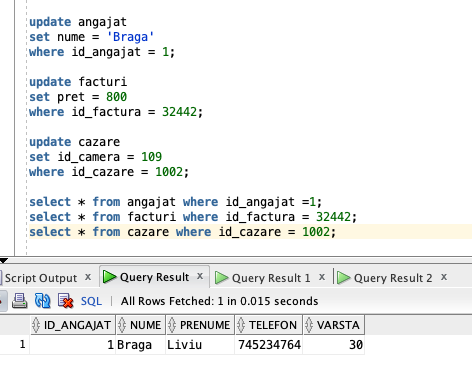 update angajat
set nume = 'Braga'
where id_angajat = 1;
update facturi
set pret = 800
where id_factura = 32442;
update cazare
set id_camera = 109
where id_cazare = 1002;
select * from angajat where id_angajat =1;
select * from facturi where id_factura = 32442;
select * from cazare where id_cazare = 1002;
Script Output x Query Result x Query Result 1 x Query Result 2 x
SQL | All Rows Fetched: 1 in 0.015 seconds
ID_ANGAJAT NUME PRENUME TELEFON VARSTA
1 1 Braga Liviu 745234764 30